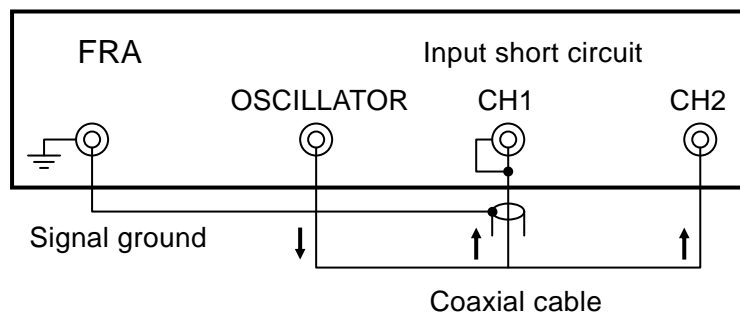 FRA
Input short circuit
OSCILLATOR
CH1
CH2
Signal ground
Coaxial cable